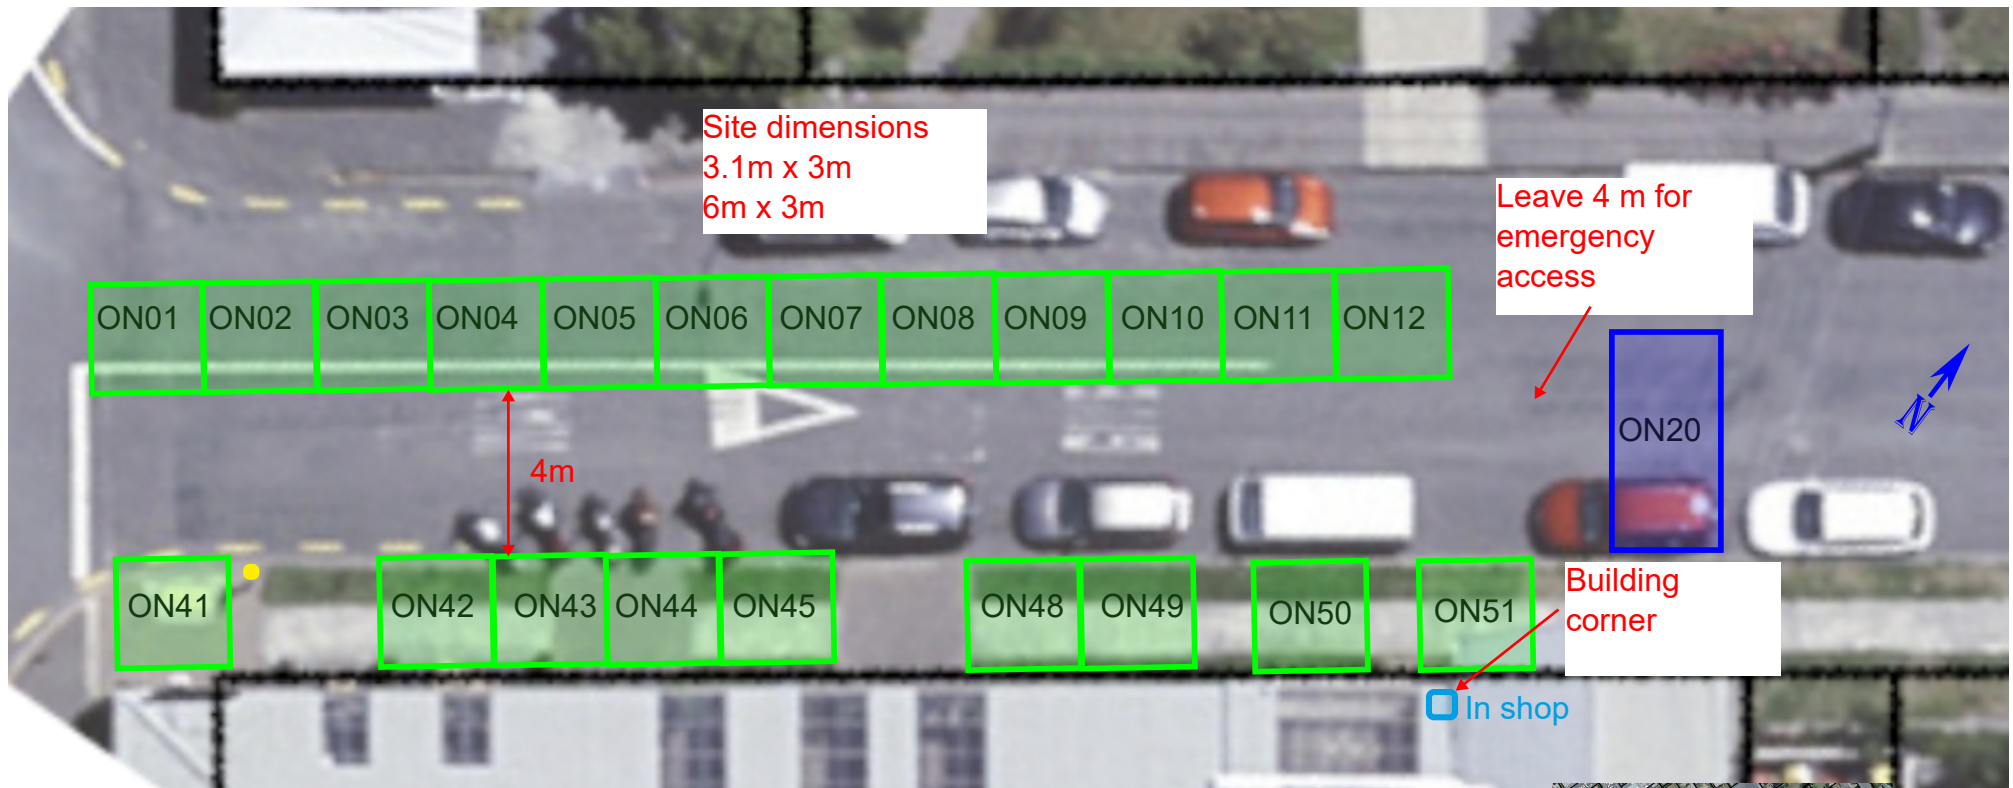 Site dimensions
3.1m x 3m
6m x 3m
Leave 4 m for
emergency
access
ON01 ON02 ON03 ON04 ON05 ON06 ON07 ON08 ON09 ON10 ON11 ON12
ON20
N
4m
ON41 ON42 ON43 ON44 ON45 ON48 ON49 ON50 ON51
Building
corner
In shop